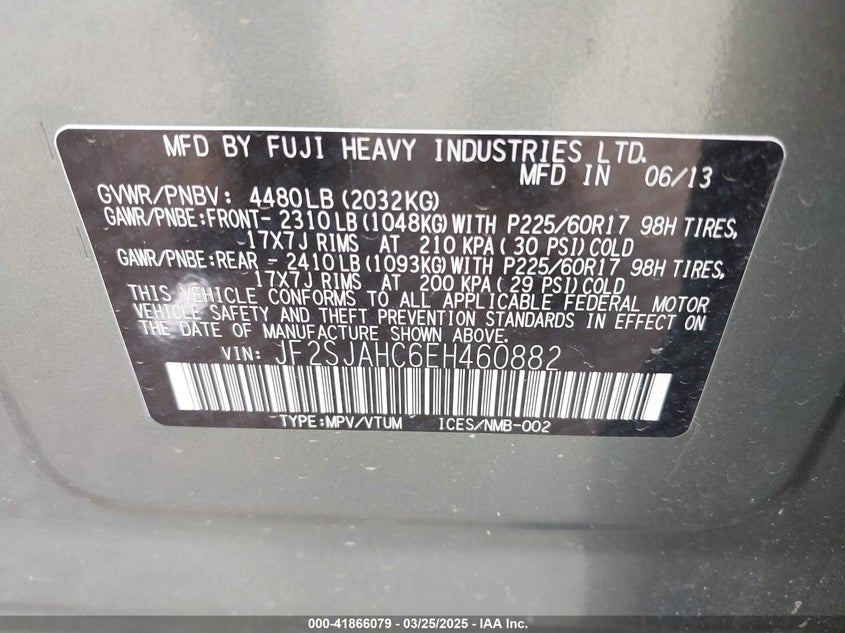 MFD BY FUJI HEAVY INDUSTRIES LTD.
MFD IN 06/13
GVWR/PNBV: 4480LB (2032KG)
GAWR/PNBE:FRONT- 2310LB(1048KG)WITH P225/60R17 98H TIRES,
17X7J RIMS AT 210 KPA(30 PSI)COLD
GAWR/PNBE:REAR - 2410LB(1093KG)WITH P225/60R17 98H TIRES,
17X7J RIMS AT 200 KPA(29 PSI)COLD
THIS VEHICLE CONFORMS TO ALL APPLICABLE FEDERAL MOTOR
VEHICLE SAFETY AND THEFT PREVENTION STANDARDS IN EFFECT ON
THE DATE OF MANUFACTURE SHOWN ABOVE.
VIN: JF2SJAHC6EH460882
TYPE:MPV/VTUM ICES/NMB-002
000-41866079 - 03/25/2025 - IAA Inc.